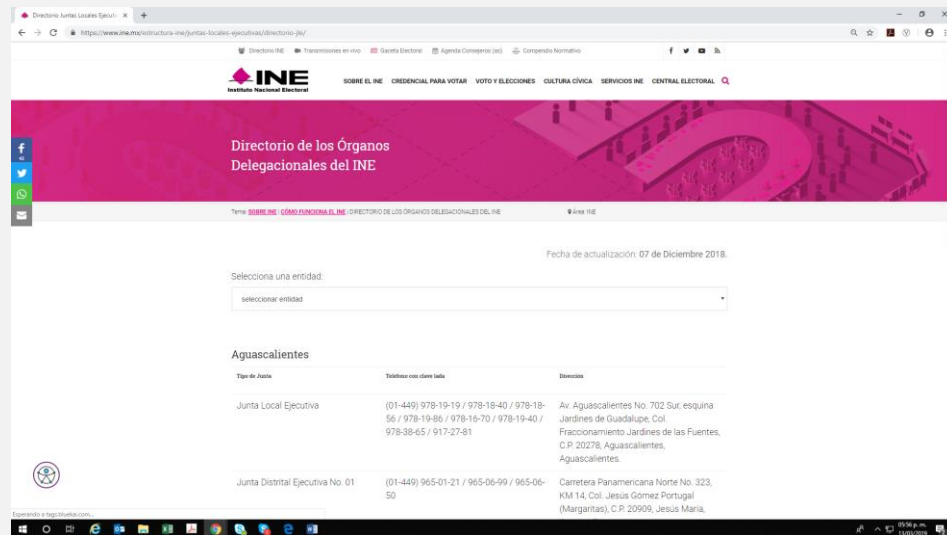 Directorio Juntas Locales Ejecuti
https://www.ine.mx/estructura-ine/juntas-locales-ejecutivas/directorio-jle/
Directorio INE Transmisiones en vivo Gaceta Electoral Agenda Consejeros (as) Compendio Normativo
INE
Instituto Nacional Electoral
SOBRE EL INE CREDENCIAL PARA VOTAR VOTO Y ELECCIONES CULTURA CÍVICA SERVICIOS INE CENTRAL ELECTORAL
Directorio de los Órganos
Delegacionales del INE
Tema: SOBRE INE | CÓMO FUNCIONA EL INE | DIRECTORIO DE LOS ÓRGANOS DELEGACIONALES DEL INE Área: INE
Fecha de actualización: 07 de Diciembre 2018.
Selecciona una entidad:
seleccionar entidad
Aguascalientes
Tipo de Junta Teléfono con clave lada Dirección
Junta Local Ejecutiva
(01-449) 978-19-19 / 978-18-40 / 978-18-
56 / 978-19-86 / 978-16-70 / 978-19-40 /
978-38-65 / 917-27-81
Av. Aguascalientes No. 702 Sur, esquina
Jardines de Guadalupe, Col.
Fraccionamiento Jardines de las Fuentes,
C.P. 20278, Aguascalientes,
Aguascalientes.
Junta Distrital Ejecutiva No. 01
(01-449) 965-01-21 / 965-06-99 / 965-06-
50
Carretera Panamericana Norte No. 323,
KM 14, Col. Jesús Gómez Portugal
(Margaritas), C.P. 20909, Jesús María,
Esperando a tags.bluekai.com...
05:56 p. m.
13/03/2019